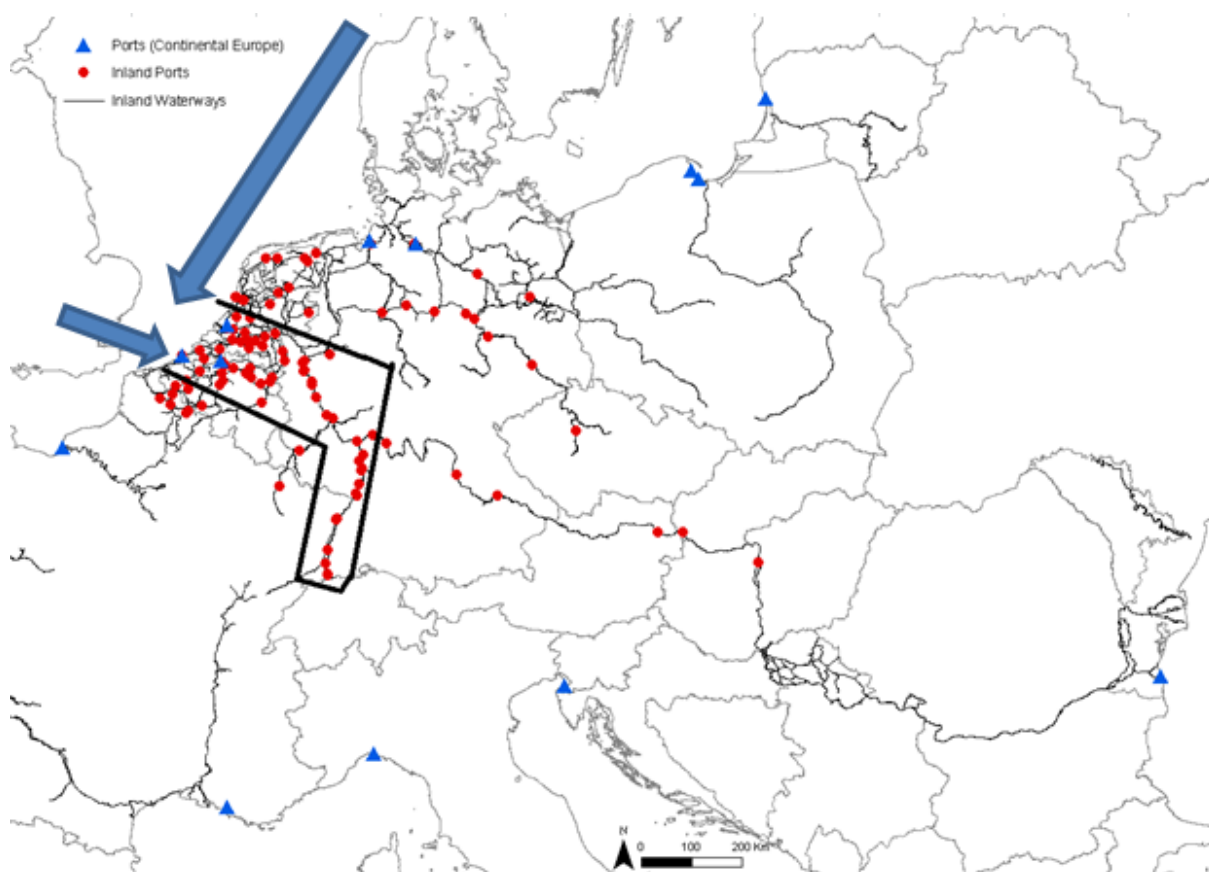 Ports (Continental Europe)
Inland Ports
Inland Waterways
N
0 100 200 Km